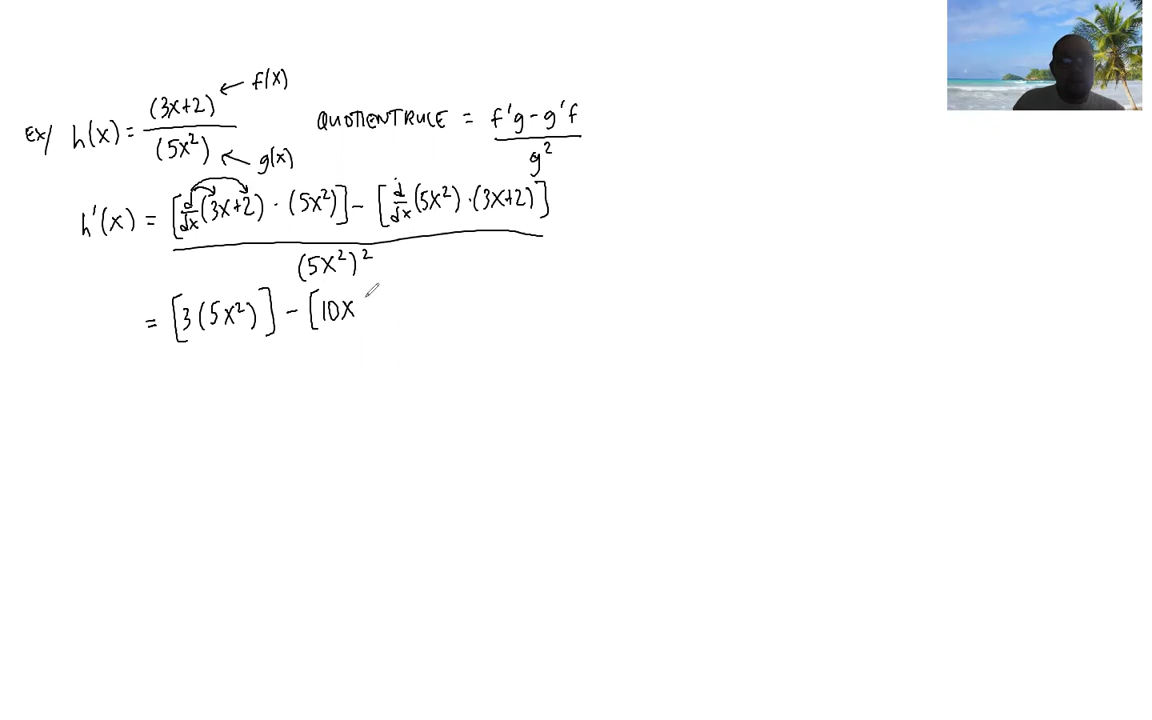 ← f(x)
Ex/ h(x) = (3x+2) / (5x²) QUOTIENT RULE = f'g - g'f / g²
← g(x)
h'(x) = [d/dx (3x+2) · (5x²)] - [d/dx (5x²) · (3x+2)]
(5x²)²
= [3(5x²)] - [10x